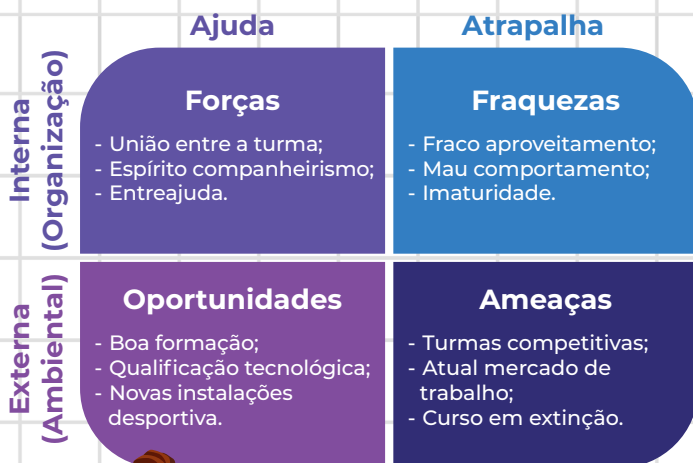 Ajuda
Atrapalha
Interna
(Organização)
Forças
- União entre a turma;
- Espírito companheirismo;
- Entreajuda.
Fraquezas
- Fraco aproveitamento;
- Mau comportamento;
- Imaturidade.
Externa
(Ambiental)
Oportunidades
- Boa formação;
- Qualificação tecnológica;
- Novas instalações
desportiva.
Ameaças
- Turmas competitivas;
- Atual mercado de
trabalho;
- Curso em extinção.